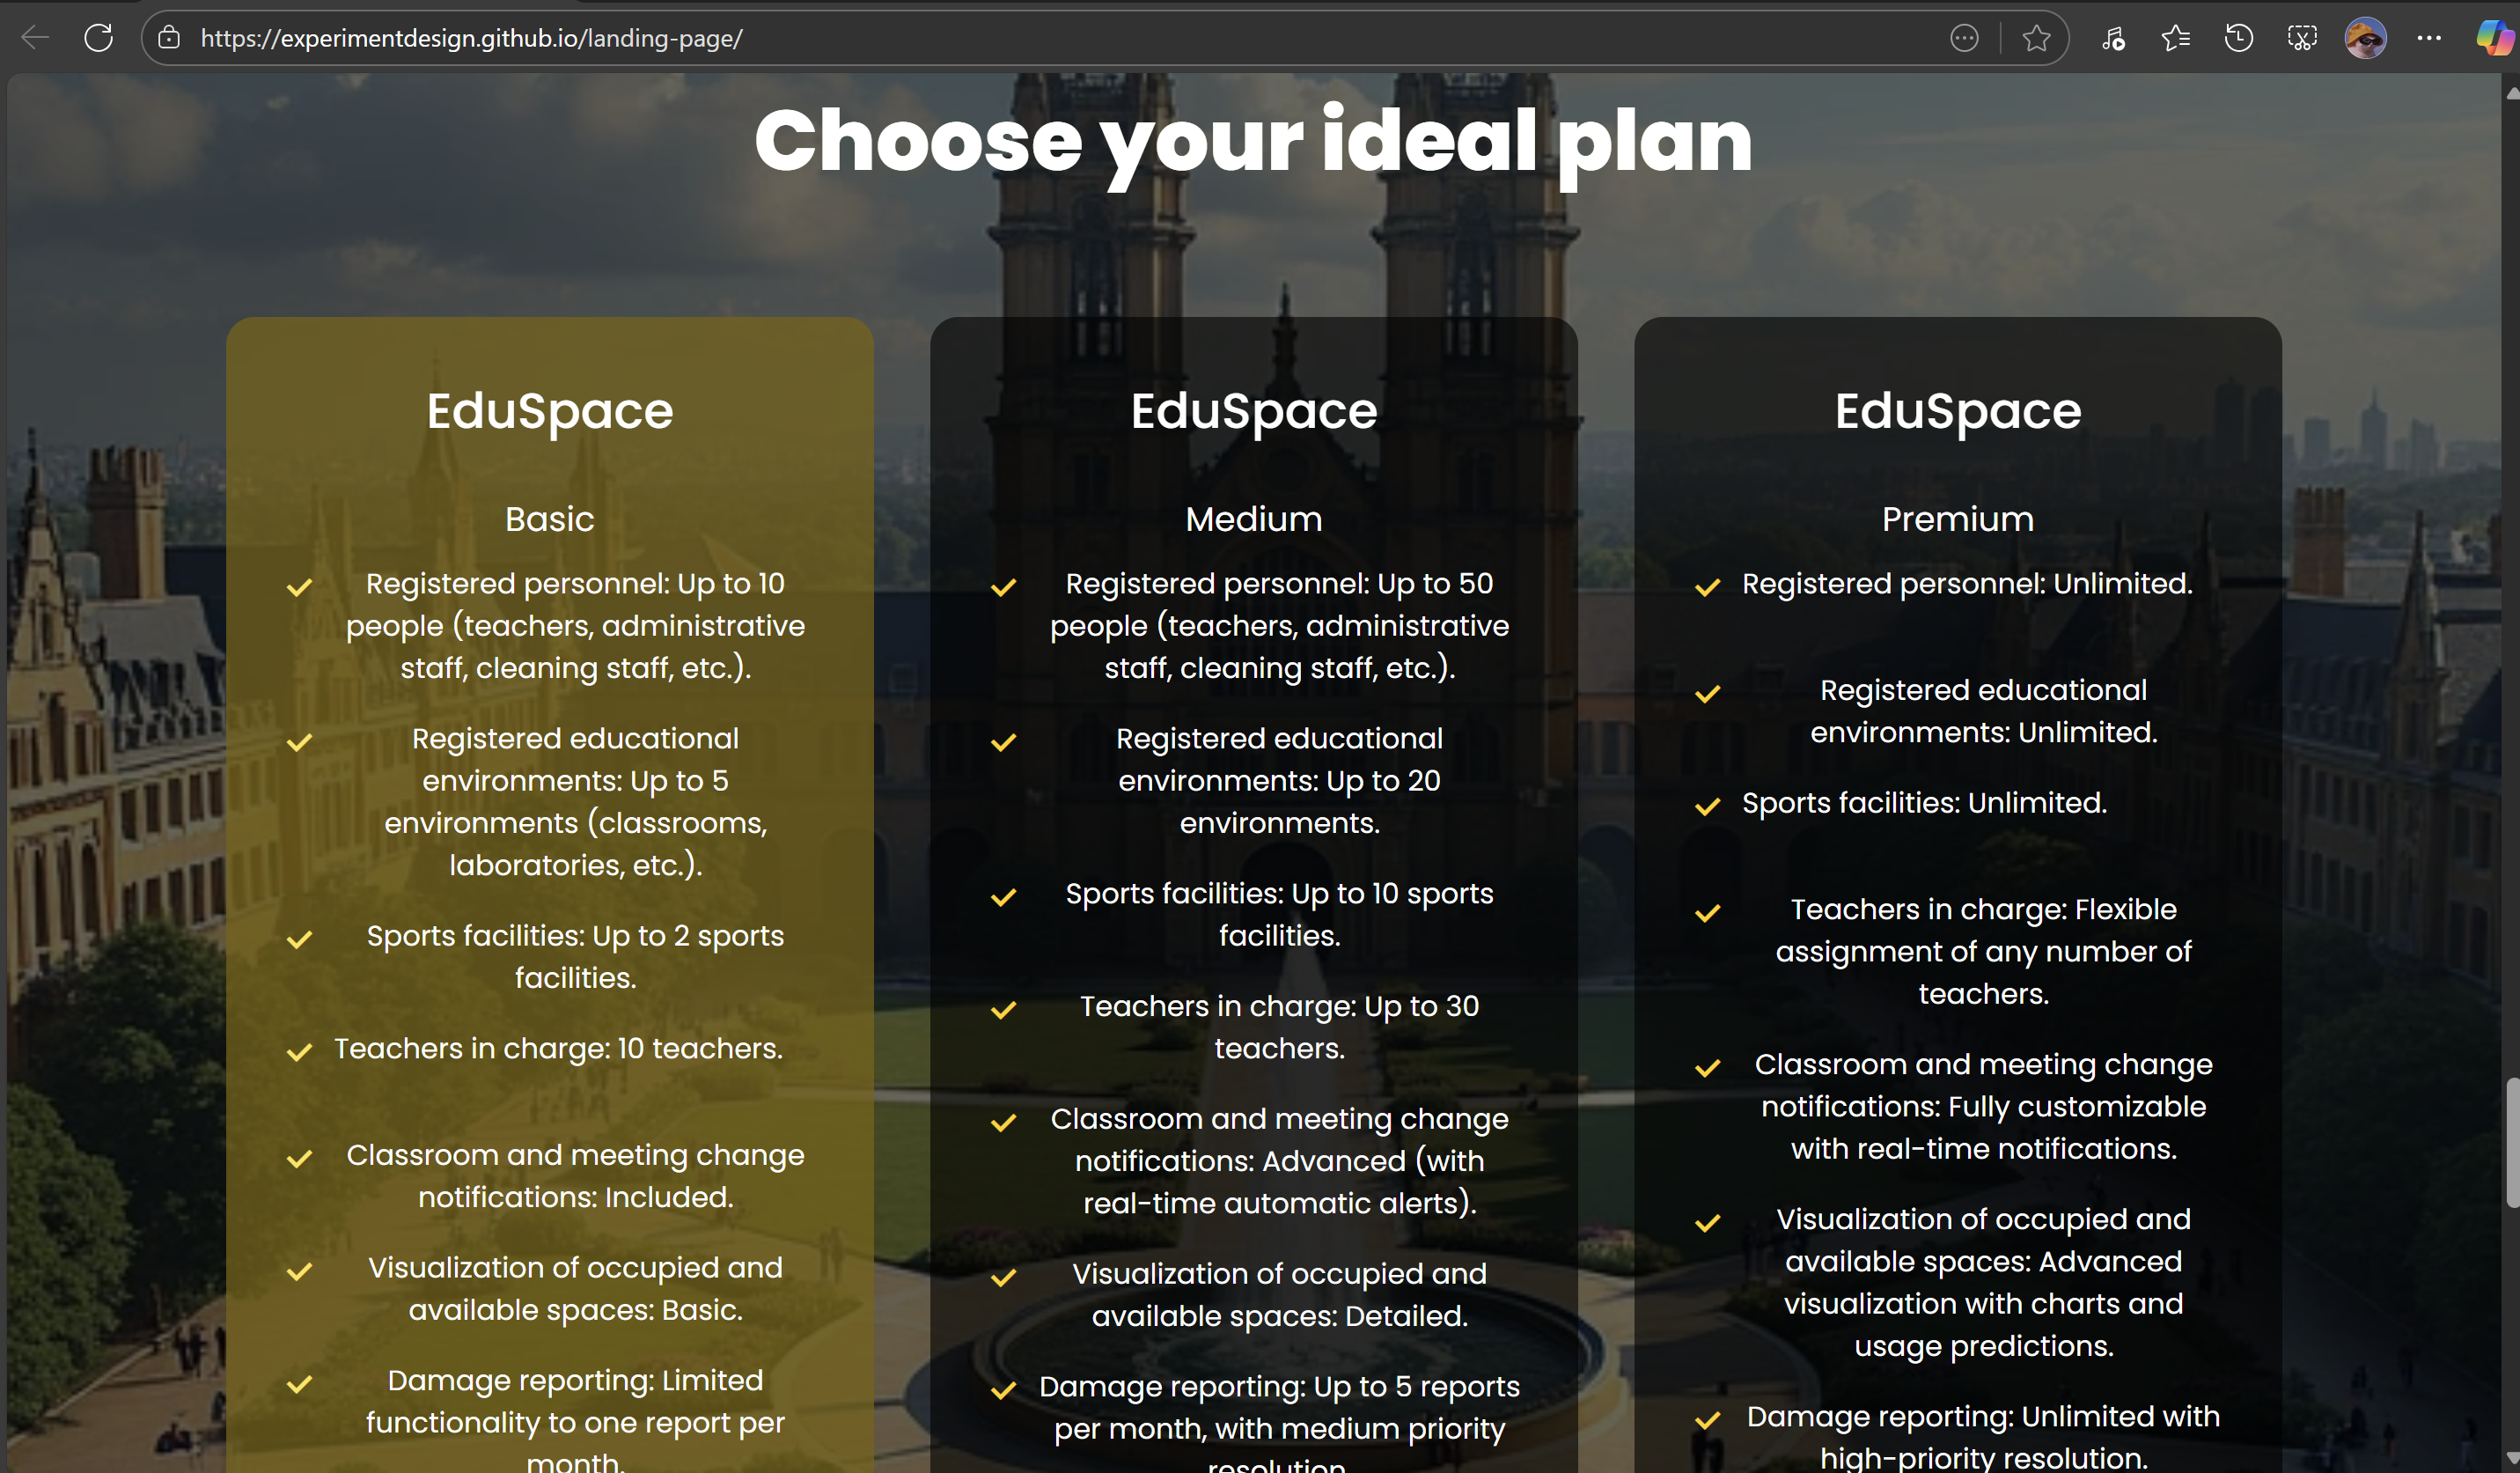 https://experimentdesign.github.io/landing-page/
Choose your ideal plan
EduSpace
Basic
Registered personnel: Up to 10
people (teachers, administrative
staff, cleaning staff, etc.).
Registered educational
environments: Up to 5
environments (classrooms,
laboratories, etc.).
Sports facilities: Up to 2 sports
facilities.
Teachers in charge: 10 teachers.
Classroom and meeting change
notifications: Included.
Visualization of occupied and
available spaces: Basic.
Damage reporting: Limited
functionality to one report per
month.
EduSpace
Medium
Registered personnel: Up to 50
people (teachers, administrative
staff, cleaning staff, etc.).
Registered educational
environments: Up to 20
environments.
Sports facilities: Up to 10 sports
facilities.
Teachers in charge: Up to 30
teachers.
Classroom and meeting change
notifications: Advanced (with
real-time automatic alerts).
Visualization of occupied and
available spaces: Detailed.
Damage reporting: Up to 5 reports
per month, with medium priority
resolution.
EduSpace
Premium
Registered personnel: Unlimited.
Registered educational
environments: Unlimited.
Sports facilities: Unlimited.
Teachers in charge: Flexible
assignment of any number of
teachers.
Classroom and meeting change
notifications: Fully customizable
with real-time notifications.
Visualization of occupied and
available spaces: Advanced
visualization with charts and
usage predictions.
Damage reporting: Unlimited with
high-priority resolution.